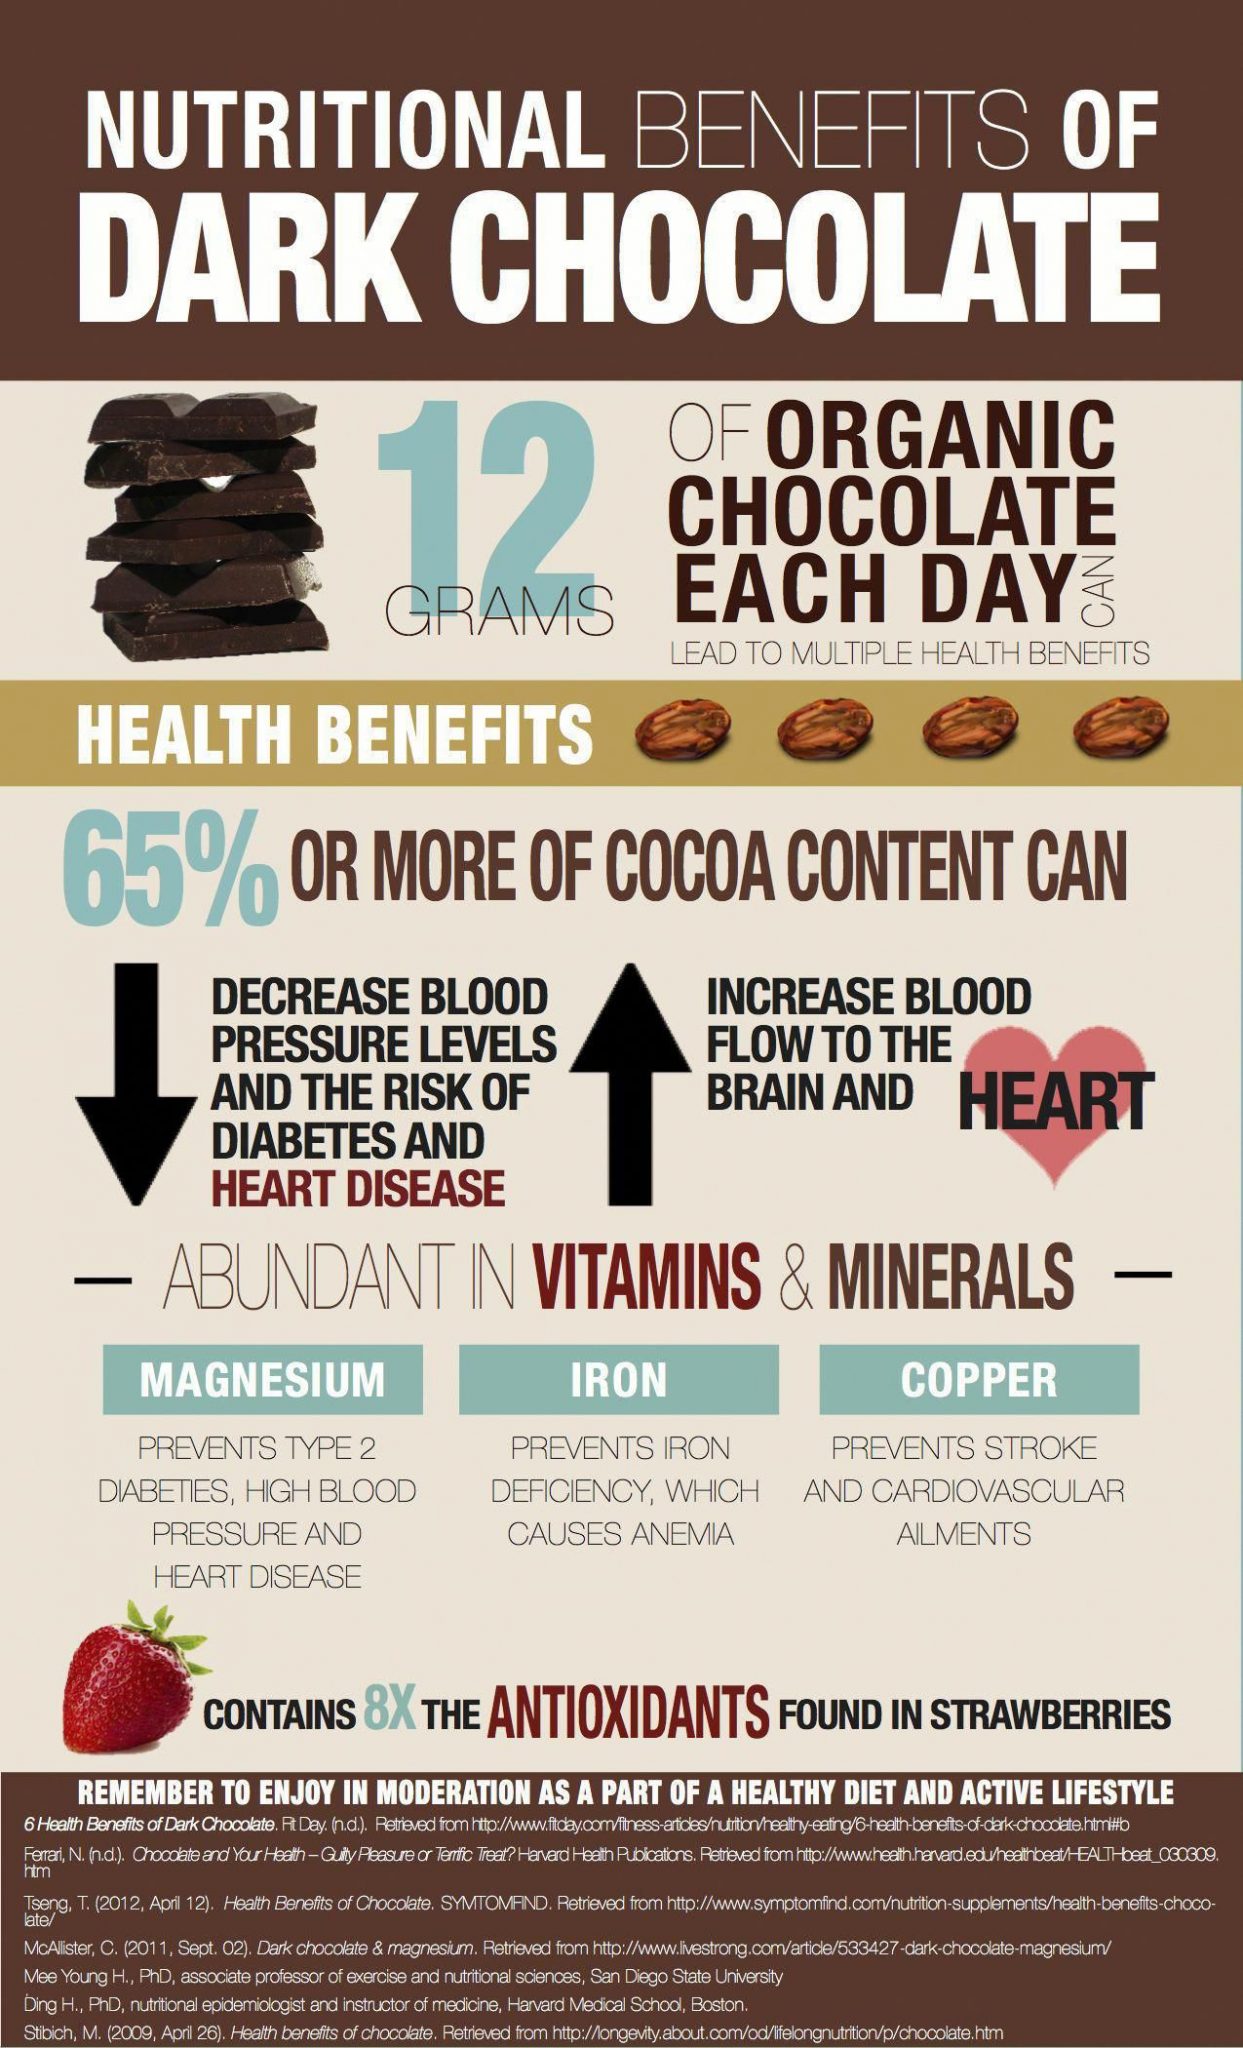 NUTRITIONAL BENEFITS OF
DARK CHOCOLATE
12
GRAMS
OF ORGANIC
CHOCOLATE
EACH DAY CAN
LEAD TO MULTIPLE HEALTH BENEFITS
HEALTH BENEFITS
65% OR MORE OF COCOA CONTENT CAN
DECREASE BLOOD
PRESSURE LEVELS
AND THE RISK OF
DIABETES AND
HEART DISEASE
INCREASE BLOOD
FLOW TO THE
BRAIN AND HEART
— ABUNDANT IN VITAMINS & MINERALS —
MAGNESIUM
PREVENTS TYPE 2
DIABETIES, HIGH BLOOD
PRESSURE AND
HEART DISEASE
IRON
PREVENTS IRON
DEFICIENCY, WHICH
CAUSES ANEMIA
COPPER
PREVENTS STROKE
AND CARDIOVASCULAR
AILMENTS
CONTAINS 8X THE ANTIOXIDANTS FOUND IN STRAWBERRIES
REMEMBER TO ENJOY IN MODERATION AS A PART OF A HEALTHY DIET AND ACTIVE LIFESTYLE
6 Health Benefits of Dark Chocolate. Fit Day. (n.d.). Retrieved from http://www.fitday.com/fitness-articles/nutrition/healthy-eating/6-health-benefits-of-dark-chocolate.html#b
Ferrari, N. (n.d.). Chocolate and Your Health – Guilty Pleasure or Terrific Treat? Harvard Health Publications. Retrieved from http://www.health.harvard.edu/healthbeat/HEALTHbeat_030309.
htm
Tseng, T. (2012, April 12). Health Benefits of Chocolate. SYMTOMFIND. Retrieved from http://www.symptomfind.com/nutrition-supplements/health-benefits-choco-
late/
McAllister, C. (2011, Sept. 02). Dark chocolate & magnesium. Retrieved from http://www.livestrong.com/article/533427-dark-chocolate-magnesium/
Mee Young H., PhD, associate professor of exercise and nutritional sciences, San Diego State University
Ding H., PhD, nutritional epidemiologist and instructor of medicine, Harvard Medical School, Boston.
Stibich, M. (2009, April 26). Health benefits of chocolate. Retrieved from http://longevity.about.com/od/lifelongnutrition/p/chocolate.htm